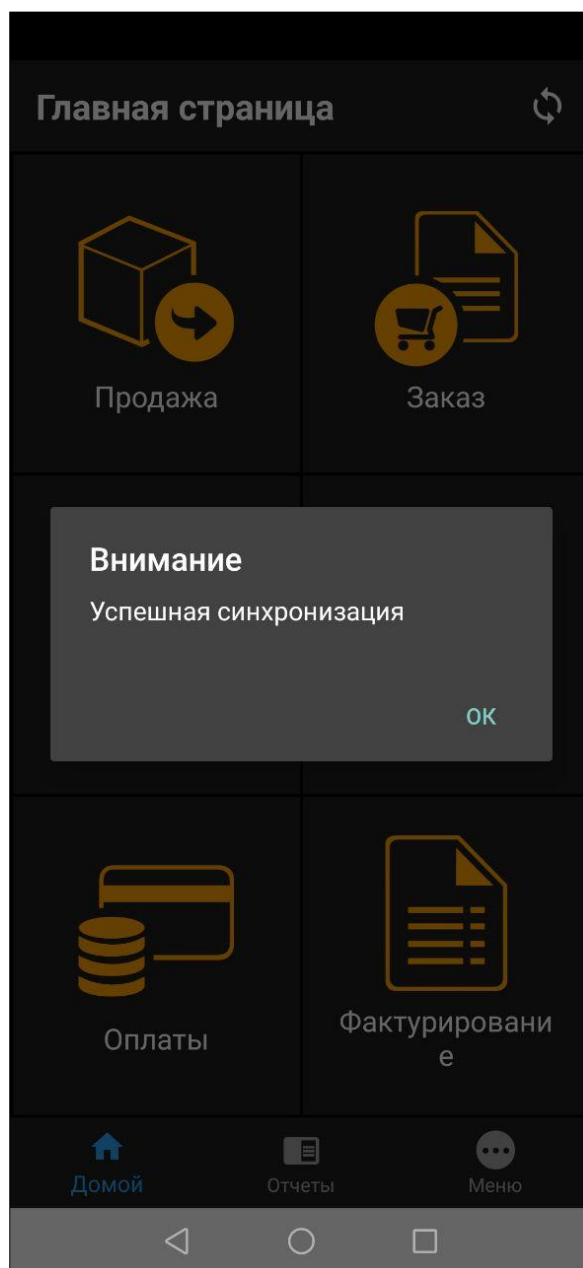 Главная страница
Продажа
Заказ
Внимание
Успешная синхронизация
ОК
Оплаты
Фактурировани
е
Домой
Отчеты
Меню